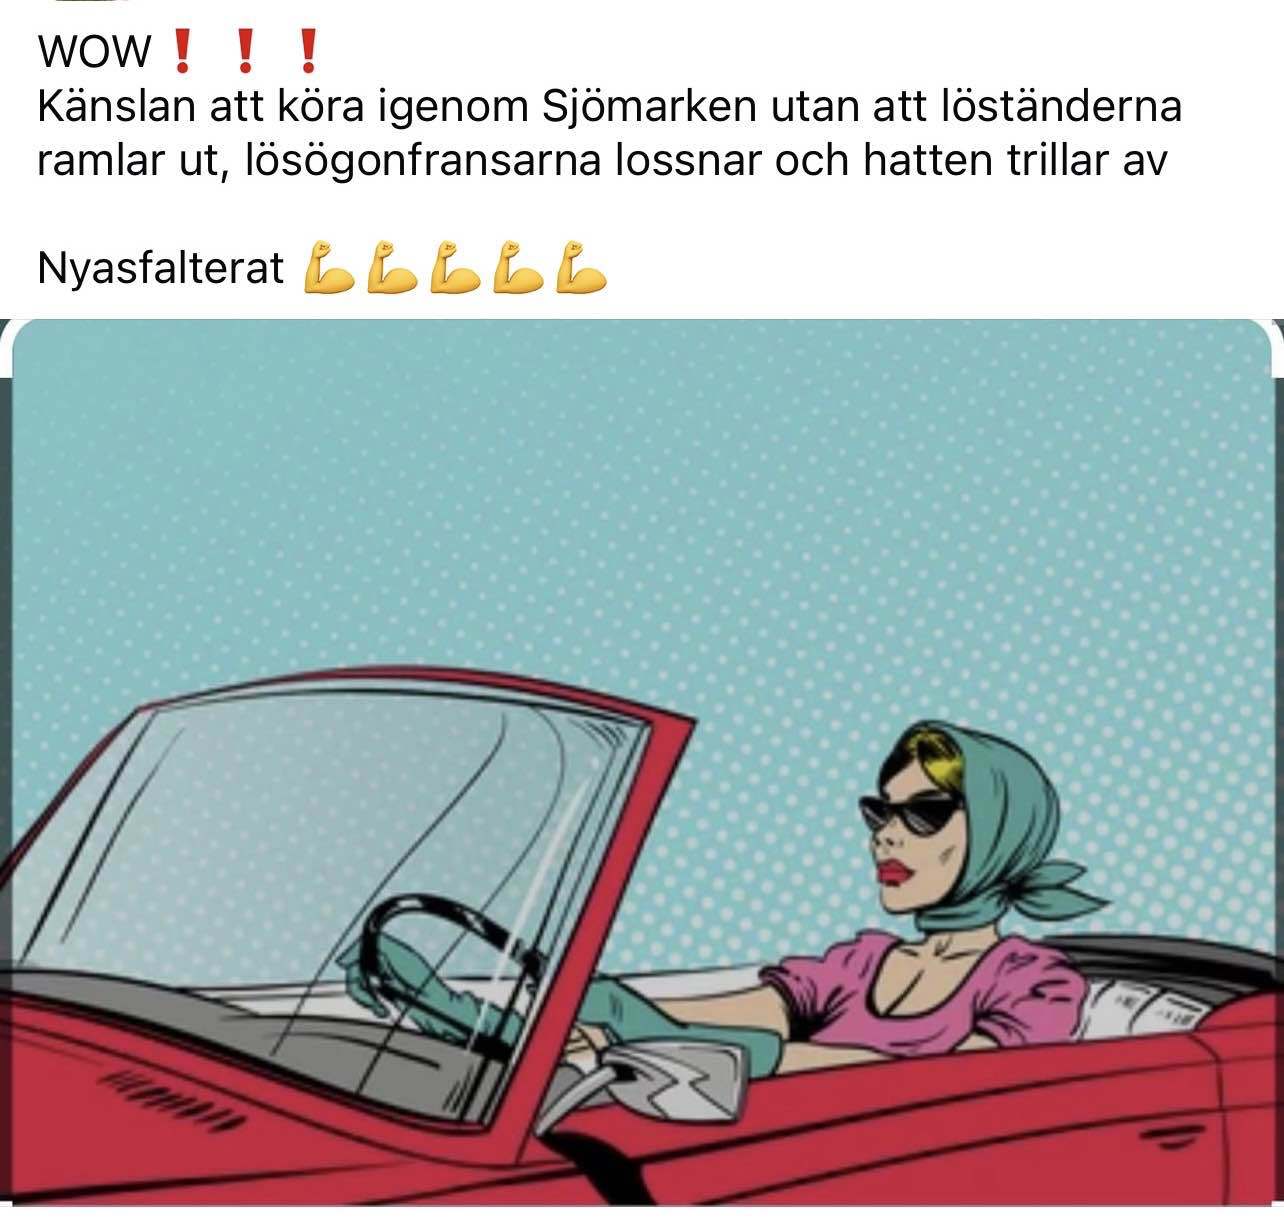 WOW❗❗❗
Känslan att köra igenom Sjömarken utan att löständerna
ramlar ut, lösögonfransarna lossnar och hatten trillar av
Nyasfalterat 💪💪💪💪💪